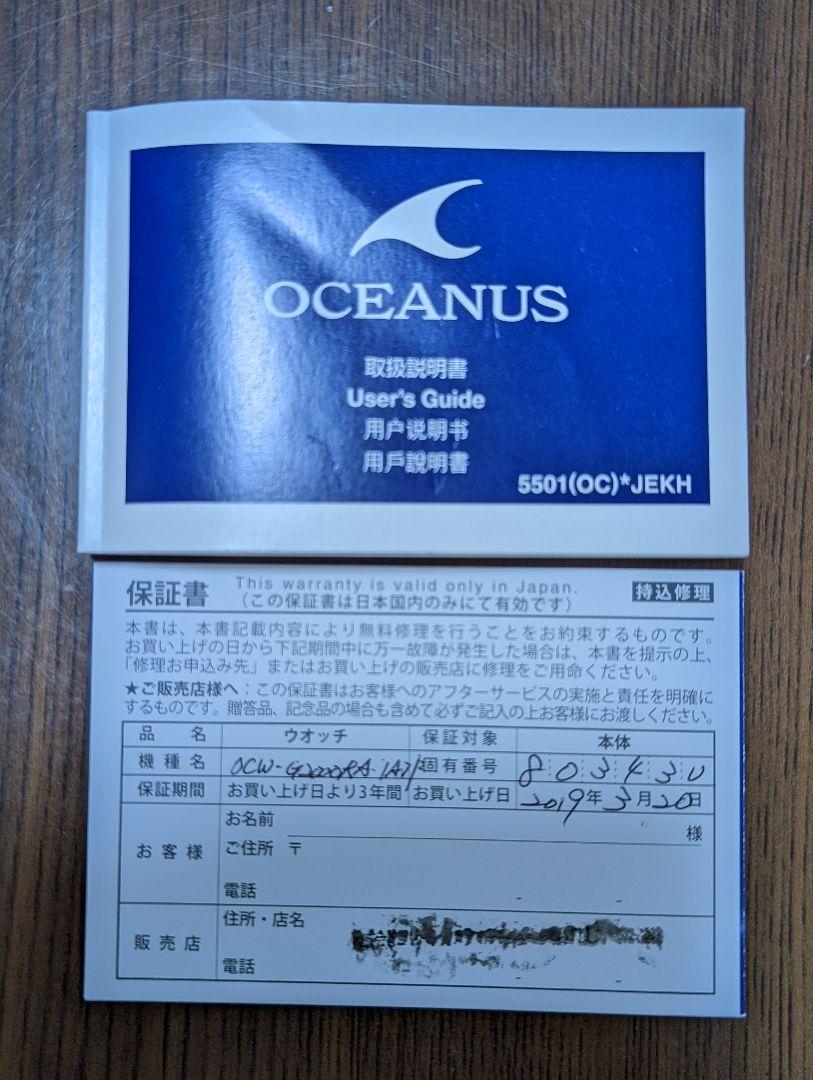 OCEANUS
取扱説明書
User's Guide
用户说明书
用戶說明書
5501(OC)*JEKH
保証書 This warranty is valid only in Japan. 持込修理
(この保証書は日本国内のみにて有効です)
本書は、本書記載内容により無料修理を行うことをお約束するものです。
お買い上げの日から下記期間中に万一故障が発生した場合は、本書を提示の上、
「修理お申込み先」またはお買い上げの販売店に修理をご用命ください。
★ご販売店様へ:この保証書はお客様へのアフターサービスの実施と責任を明確に
するものです。贈答品、記念品の場合も含めて必ずご記入の上お客様にお渡しください。
品名 ウオッチ 保証対象 本体
機種名 固有番号 80343U
保証期間 お買い上げ日より3年間 お買い上げ日 2019年3月20日
お名前 様
お客様 ご住所 〒
電話 - -
住所・店名
販売店
電話 - -